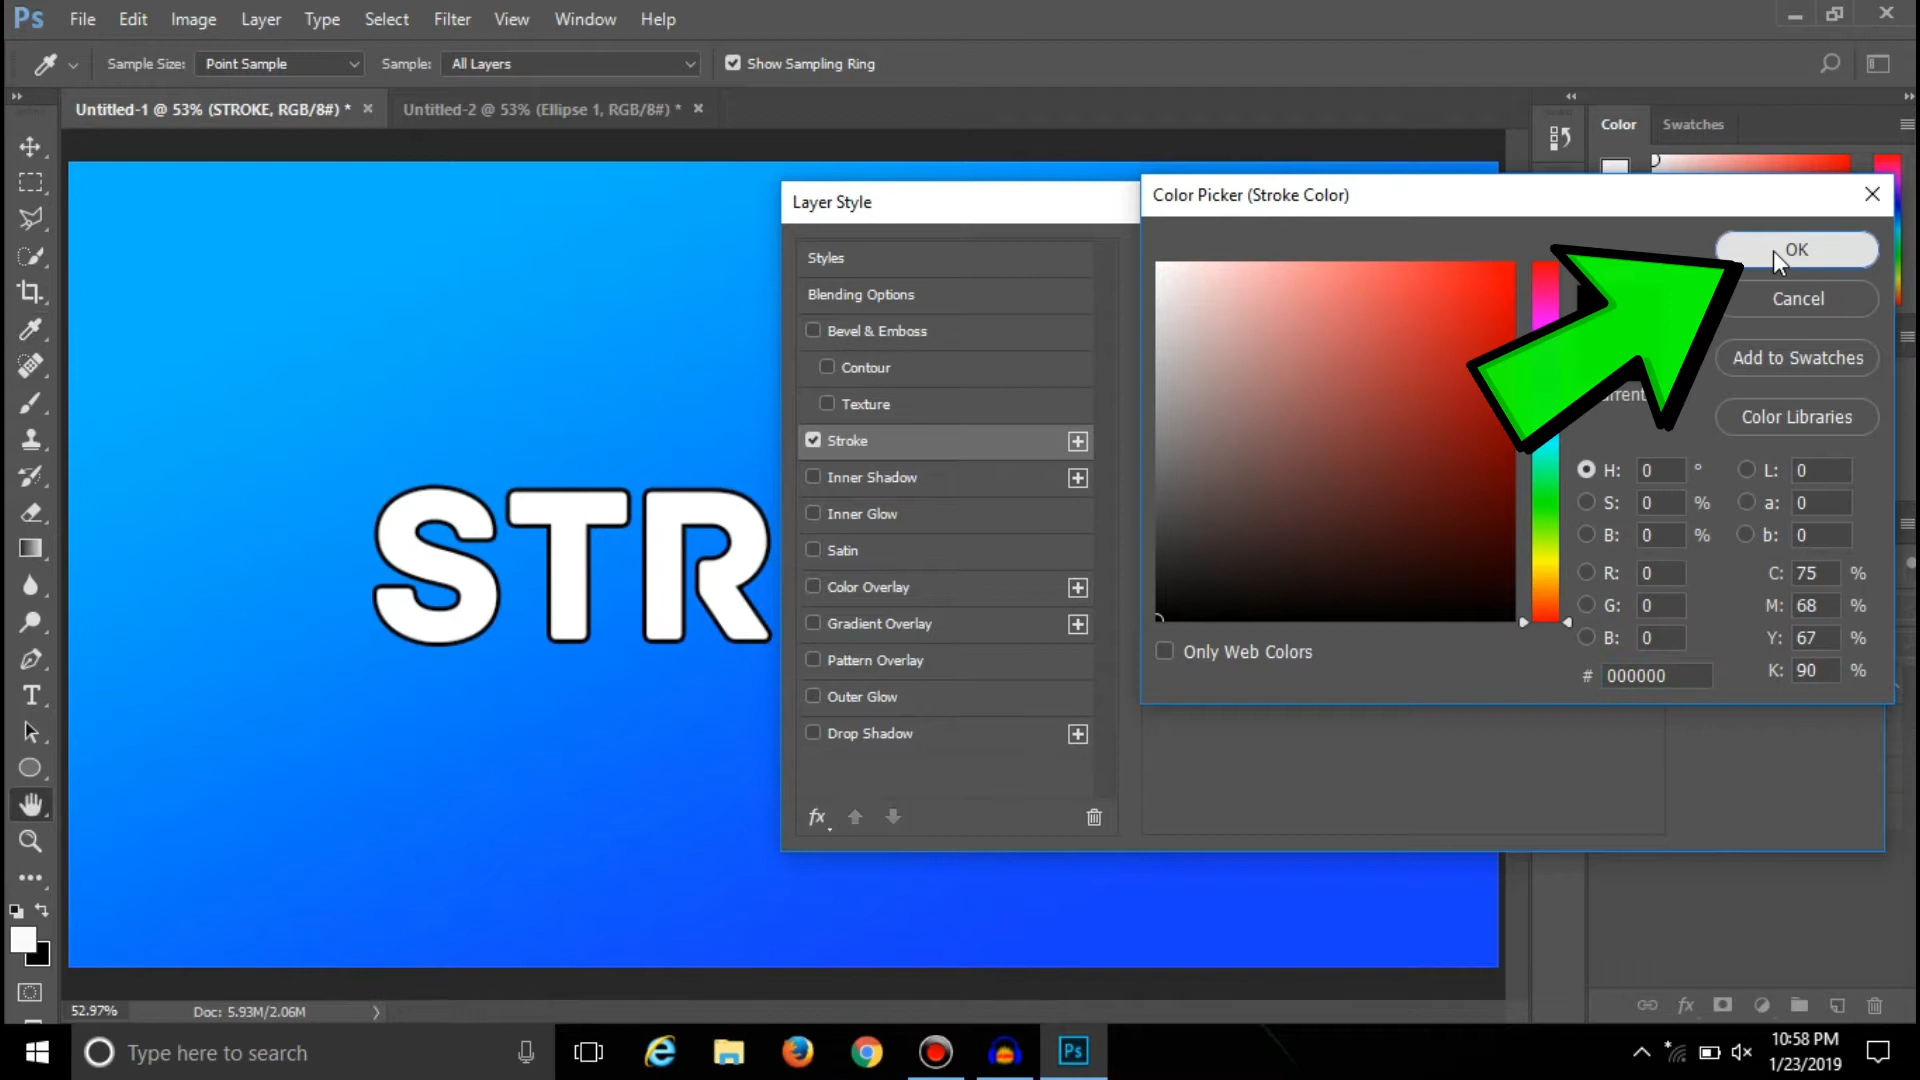 Ps File Edit Image Layer Type Select Filter View Window Help
Sample Size: Point Sample Sample: All Layers Show Sampling Ring
Untitled-1 @ 53% (STROKE, RGB/8#) * × Untitled-2 @ 53% (Ellipse 1, RGB/8#) * ×
Color Swatches
Layer Style
Color Picker (Stroke Color)
OK
Cancel
Add to Swatches
Color Libraries
Styles
Blending Options
Bevel & Emboss
Contour
Texture
Stroke
Inner Shadow
Inner Glow
Satin
Color Overlay
Gradient Overlay
Pattern Overlay
Outer Glow
Drop Shadow
fx
STR
H: 0 ° L: 0
S: 0 % a: 0
B: 0 % b: 0
R: 0 C: 75 %
G: 0 M: 68 %
B: 0 Y: 67 %
# 000000 K: 90 %
Only Web Colors
T
52.97% Doc: 5.93M/2.06M
fx
Type here to search
Ps
10:58 PM
1/23/2019